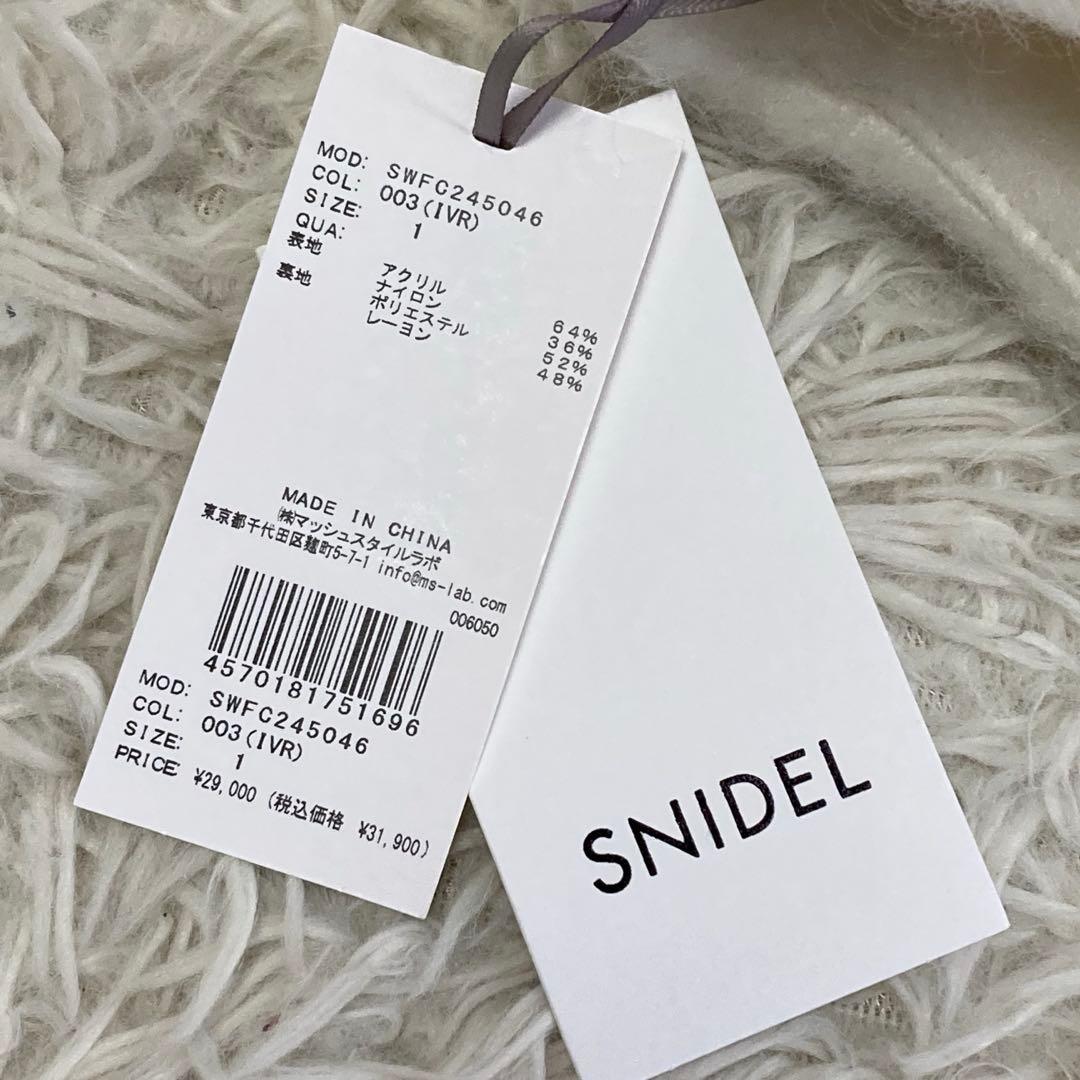 MOD: SWFC245046
COL: 003(IVR)
SIZE: 1
QUA:
表地 アクリル 64%
ナイロン 36%
裏地 ポリエステル 52%
レーヨン 48%
MADE IN CHINA
㈱マッシュスタイルラボ
東京都千代田区麹町5-7-1 info@ms-lab.com
006050
4570181751696
MOD: SWFC245046
COL: 003(IVR)
SIZE: 1
PRICE: ¥29,000 (税込価格 ¥31,900)
SNIDEL